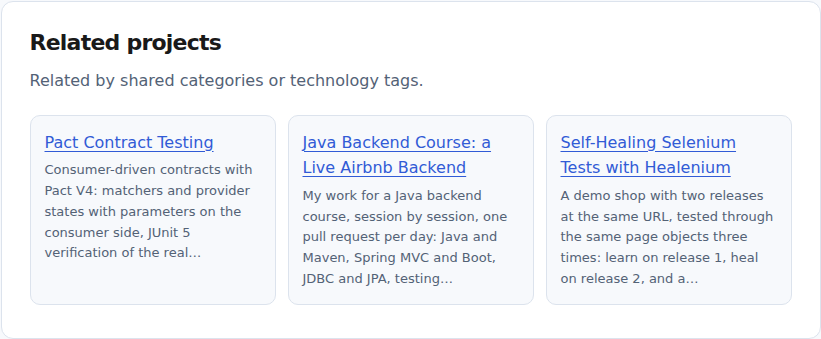 Related projects
Related by shared categories or technology tags.
Pact Contract Testing
Consumer-driven contracts with
Pact V4: matchers and provider
states with parameters on the
consumer side, JUnit 5
verification of the real…
Java Backend Course: a
Live Airbnb Backend
My work for a Java backend
course, session by session, one
pull request per day: Java and
Maven, Spring MVC and Boot,
JDBC and JPA, testing…
Self-Healing Selenium
Tests with Healenium
A demo shop with two releases
at the same URL, tested through
the same page objects three
times: learn on release 1, heal
on release 2, and a…